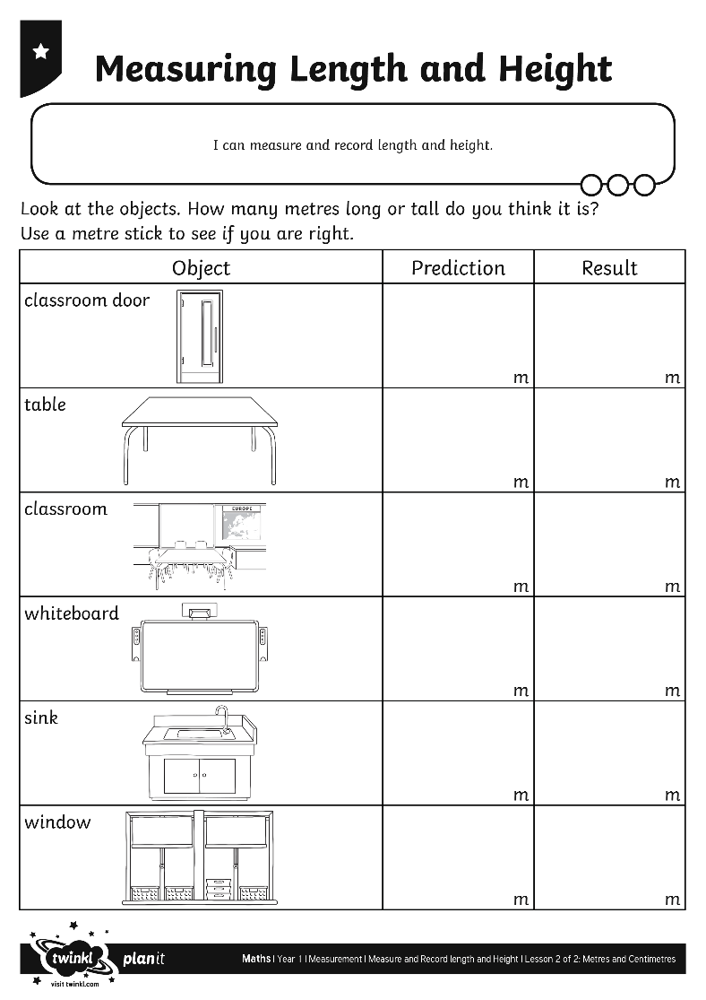 Measuring Length and Height
I can measure and record length and height.
Look at the objects. How many metres long or tall do you think it is?
Use a metre stick to see if you are right.
Object Prediction Result
classroom door
m m
table
m m
classroom
EUROPE
m m
whiteboard
m m
sink
m m
window
m m
twinkl
visit twinkl.com
planit
Maths | Year 1 | Measurement | Measure and Record length and Height | Lesson 2 of 2: Metres and Centimetres